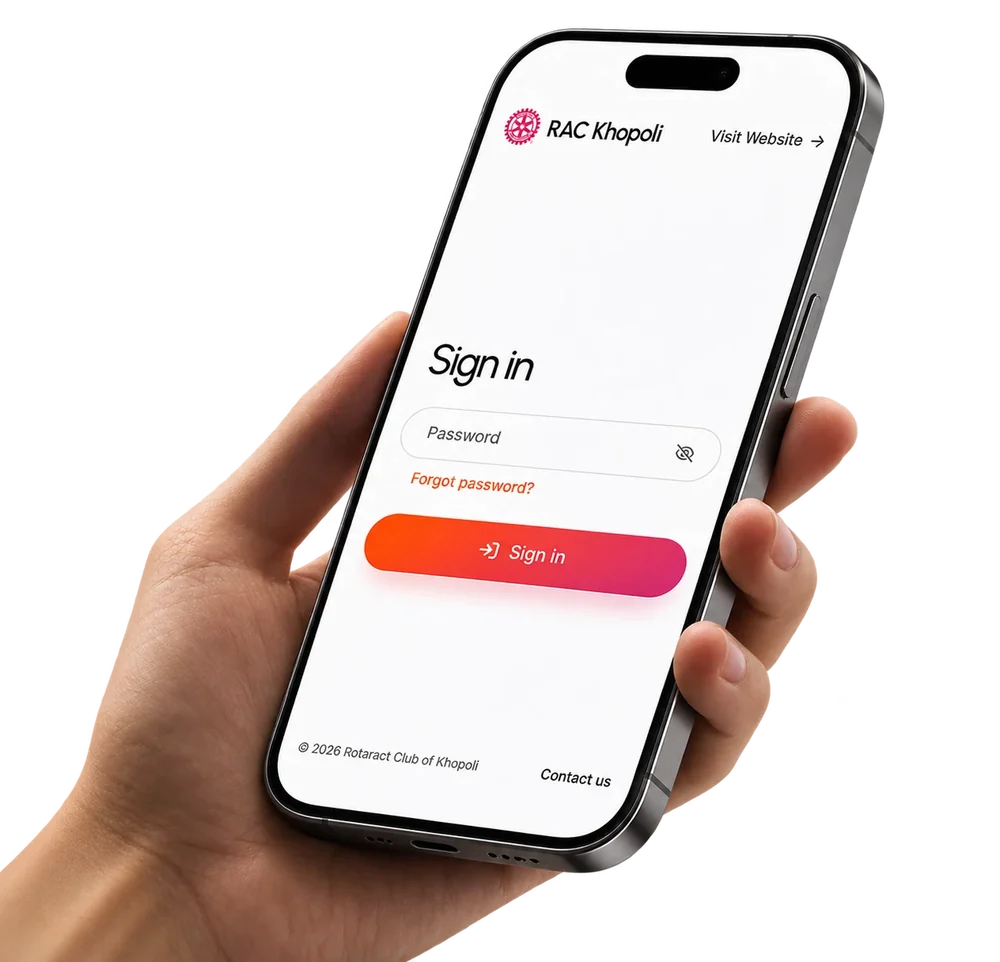 RAC Khopoli
Visit Website →
Sign in
Password
Forgot password?
Sign in
© 2026 Rotaract Club of Khopoli
Contact us